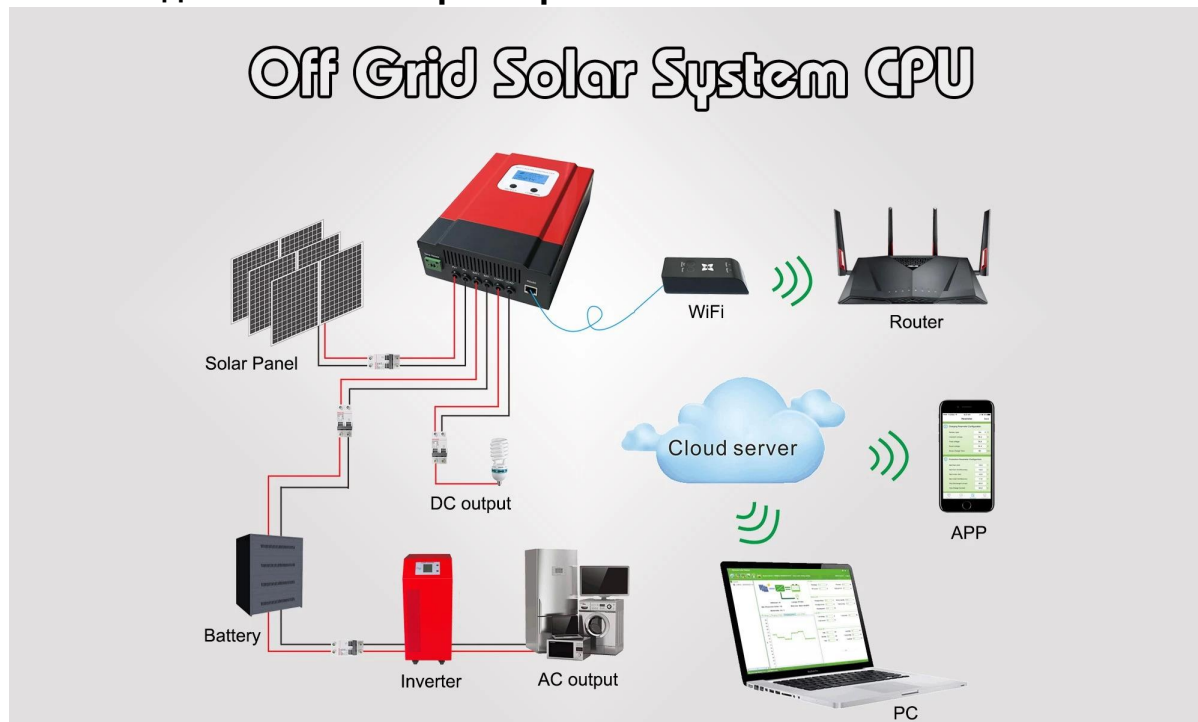 Off Grid Solar System CPU
Solar Panel
WiFi
Router
Cloud server
DC output
APP
Battery
Inverter
AC output
PC